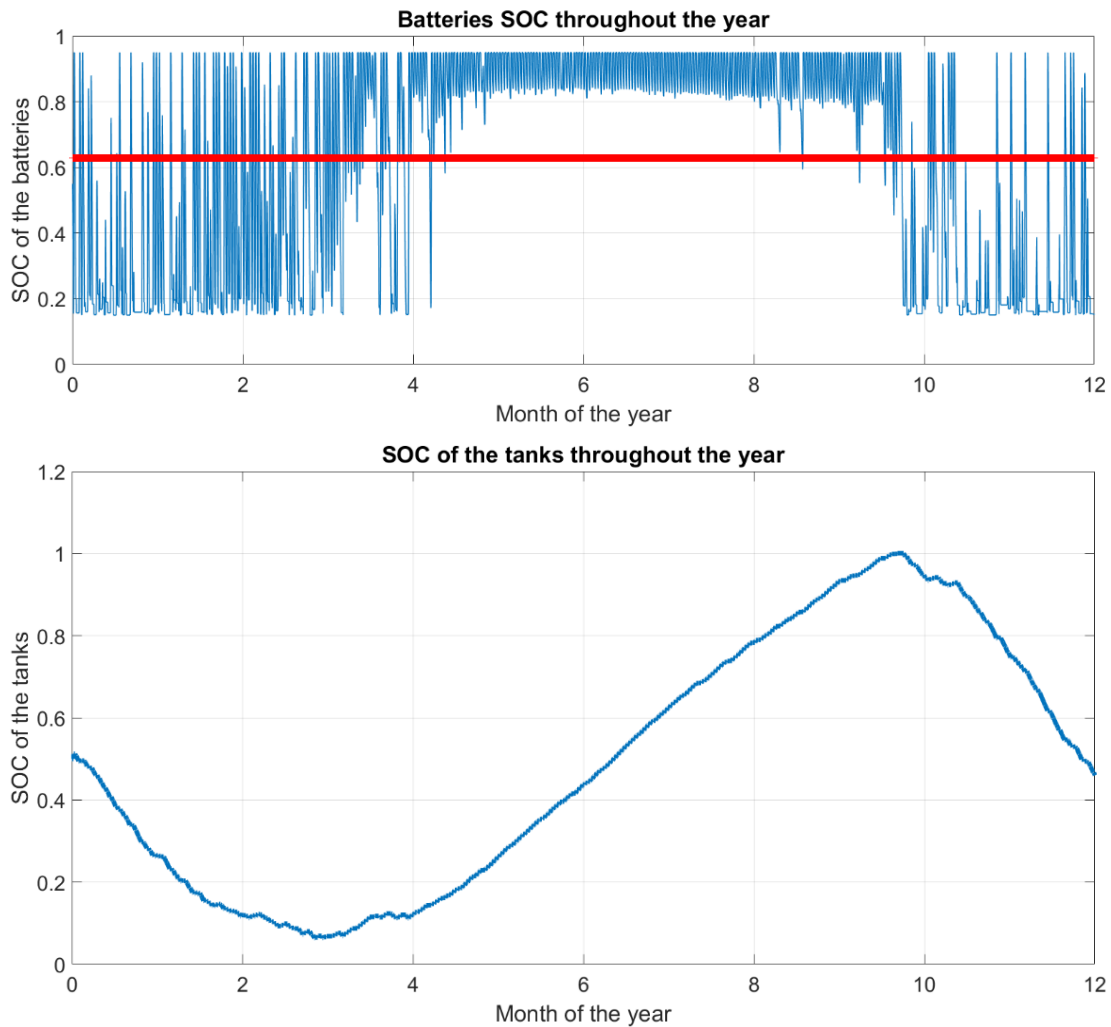 Batteries SOC throughout the year
1
0.8
0.6
0.4
0.2
0
SOC of the batteries
0 2 4 6 8 10 12
Month of the year
SOC of the tanks throughout the year
1.2
1
0.8
0.6
0.4
0.2
0
SOC of the tanks
0 2 4 6 8 10 12
Month of the year